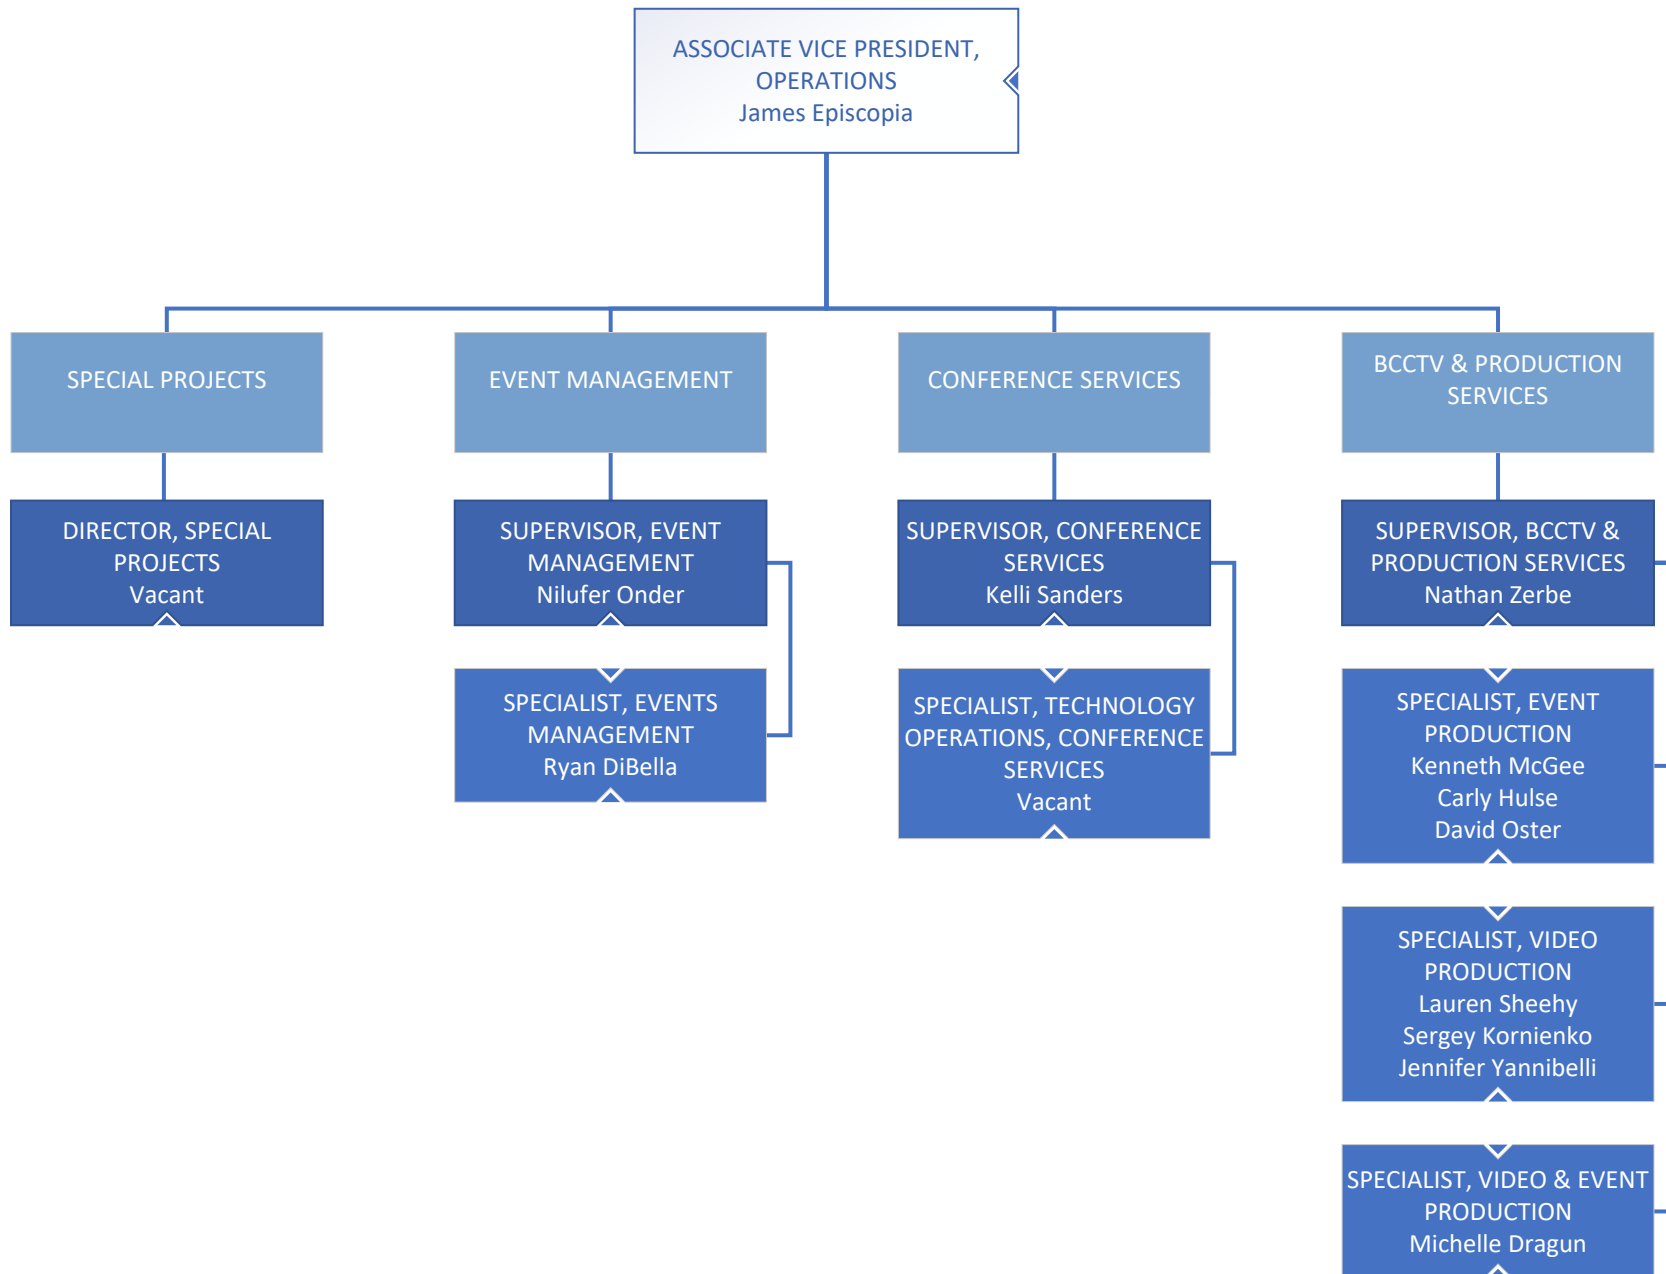 ASSOCIATE VICE PRESIDENT,
OPERATIONS
James Episcopia
SPECIAL PROJECTS
EVENT MANAGEMENT
CONFERENCE SERVICES
BCCTV & PRODUCTION
SERVICES
DIRECTOR, SPECIAL
PROJECTS
Vacant
SUPERVISOR, EVENT
MANAGEMENT
Nilufer Onder
SUPERVISOR, CONFERENCE
SERVICES
Kelli Sanders
SUPERVISOR, BCCTV &
PRODUCTION SERVICES
Nathan Zerbe
SPECIALIST, EVENTS
MANAGEMENT
Ryan DiBella
SPECIALIST, TECHNOLOGY
OPERATIONS, CONFERENCE
SERVICES
Vacant
SPECIALIST, EVENT
PRODUCTION
Kenneth McGee
Carly Hulse
David Oster
SPECIALIST, VIDEO
PRODUCTION
Lauren Sheehy
Sergey Kornienko
Jennifer Yannibelli
SPECIALIST, VIDEO & EVENT
PRODUCTION
Michelle Dragun